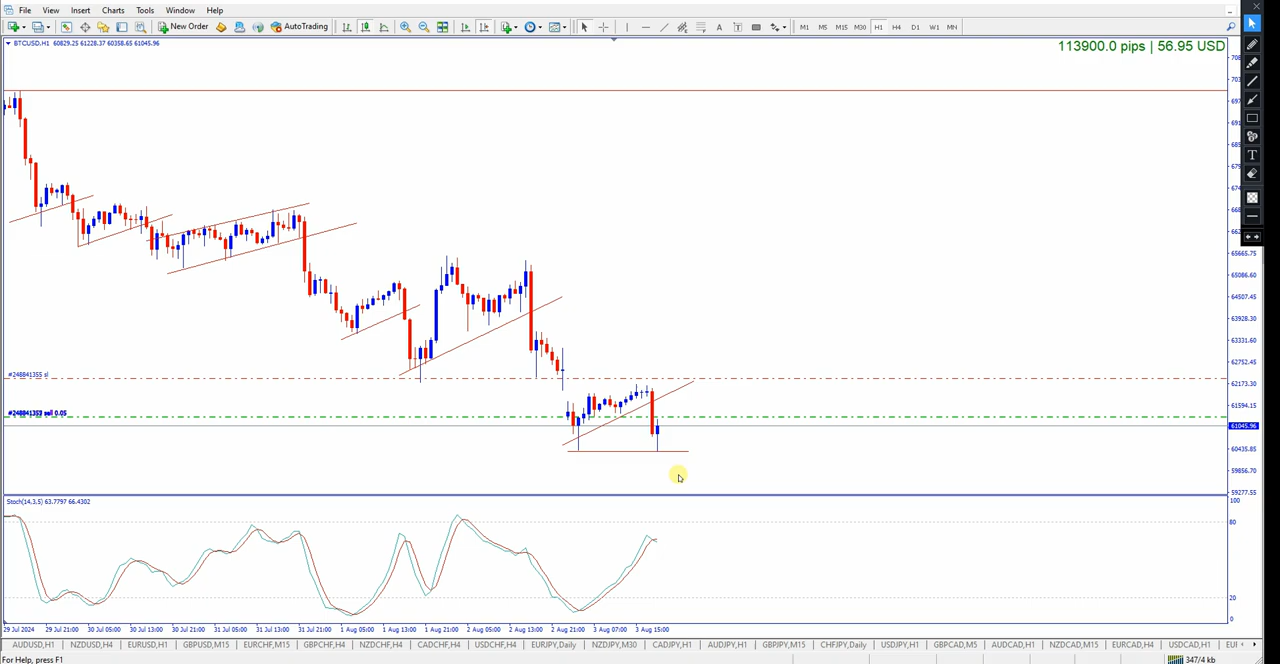 File View Insert Charts Tools Window Help
New Order AutoTrading A T M1 M5 M15 M30 H1 H4 D1 W1 MN
BTCUSD.H1 60829.25 61228.37 60358.65 61045.96
113900.0 pips | 56.95 USD
65665.75
65086.60
64507.45
63928.30
63331.60
62752.45
#248841355 sl
62173.30
#248841355 sell 0.05
61594.15
61045.96
60435.85
59856.70
59277.55
Stoch(14,3,5) 63.7797 66.4302
100
80
20
0
29 Jul 2024 29 Jul 21:00 30 Jul 05:00 30 Jul 13:00 30 Jul 21:00 31 Jul 05:00 31 Jul 13:00 31 Jul 21:00 1 Aug 05:00 1 Aug 13:00 1 Aug 21:00 2 Aug 05:00 2 Aug 13:00 2 Aug 21:00 3 Aug 07:00 3 Aug 15:00
AUDUSD,H1 NZDUSD,H4 EURUSD,H1 GBPUSD,M15 EURCHF,M15 GBPCHF,H4 NZDCHF,H1 CADCHF,H4 USDCHF,H4 EURJPY,Daily NZDJPY,M30 CADJPY,H1 AUDJPY,H1 GBPJPY,M15 CHFJPY,Daily USDJPY,H1 GBPCAD,M5 AUDCAD,H1 NZDCAD,M15 EURCAD,H4 USDCAD,H1
For Help, press F1
347/4 kb